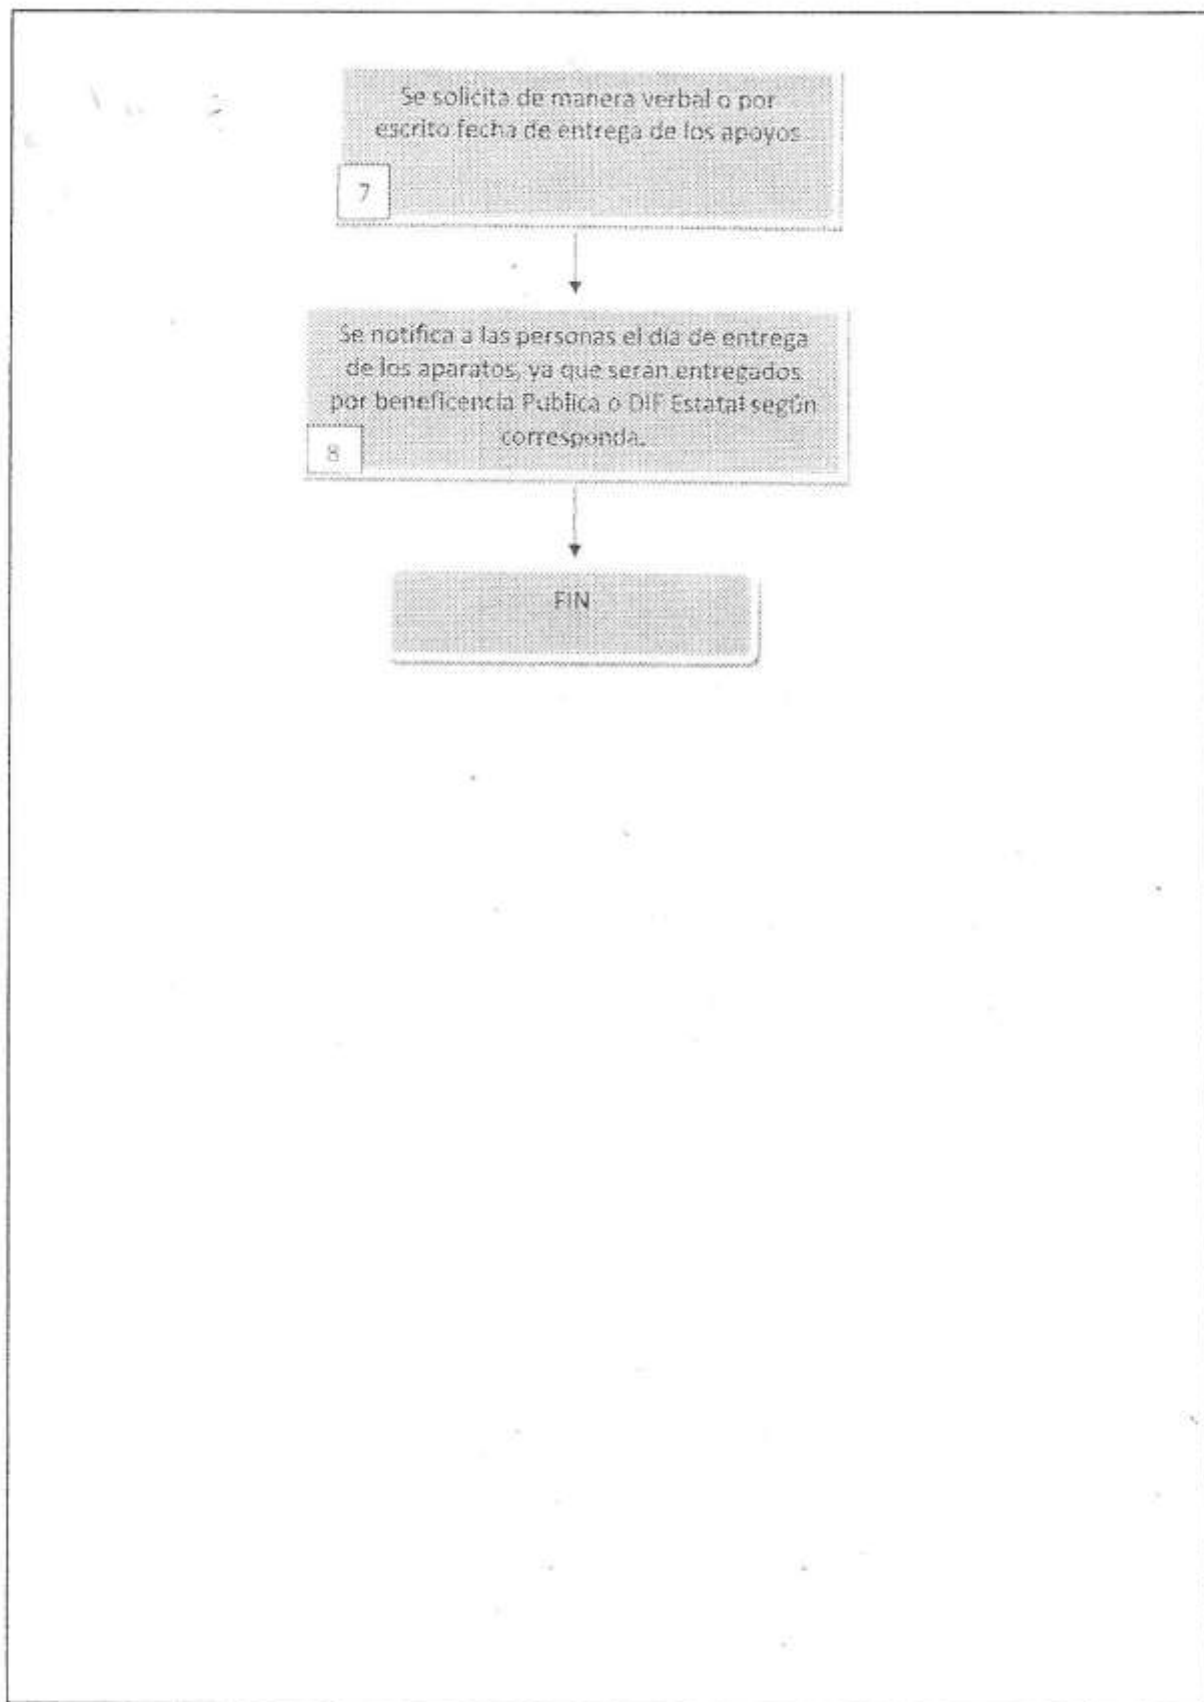 Se solicita de manera verbal o por
escrito fecha de entrega de los apoyos
7
Se notifica a las personas el día de entrega
de los aparatos, ya que serán entregados
por beneficencia Publica o DIF Estatal según
corresponda.
8
FIN